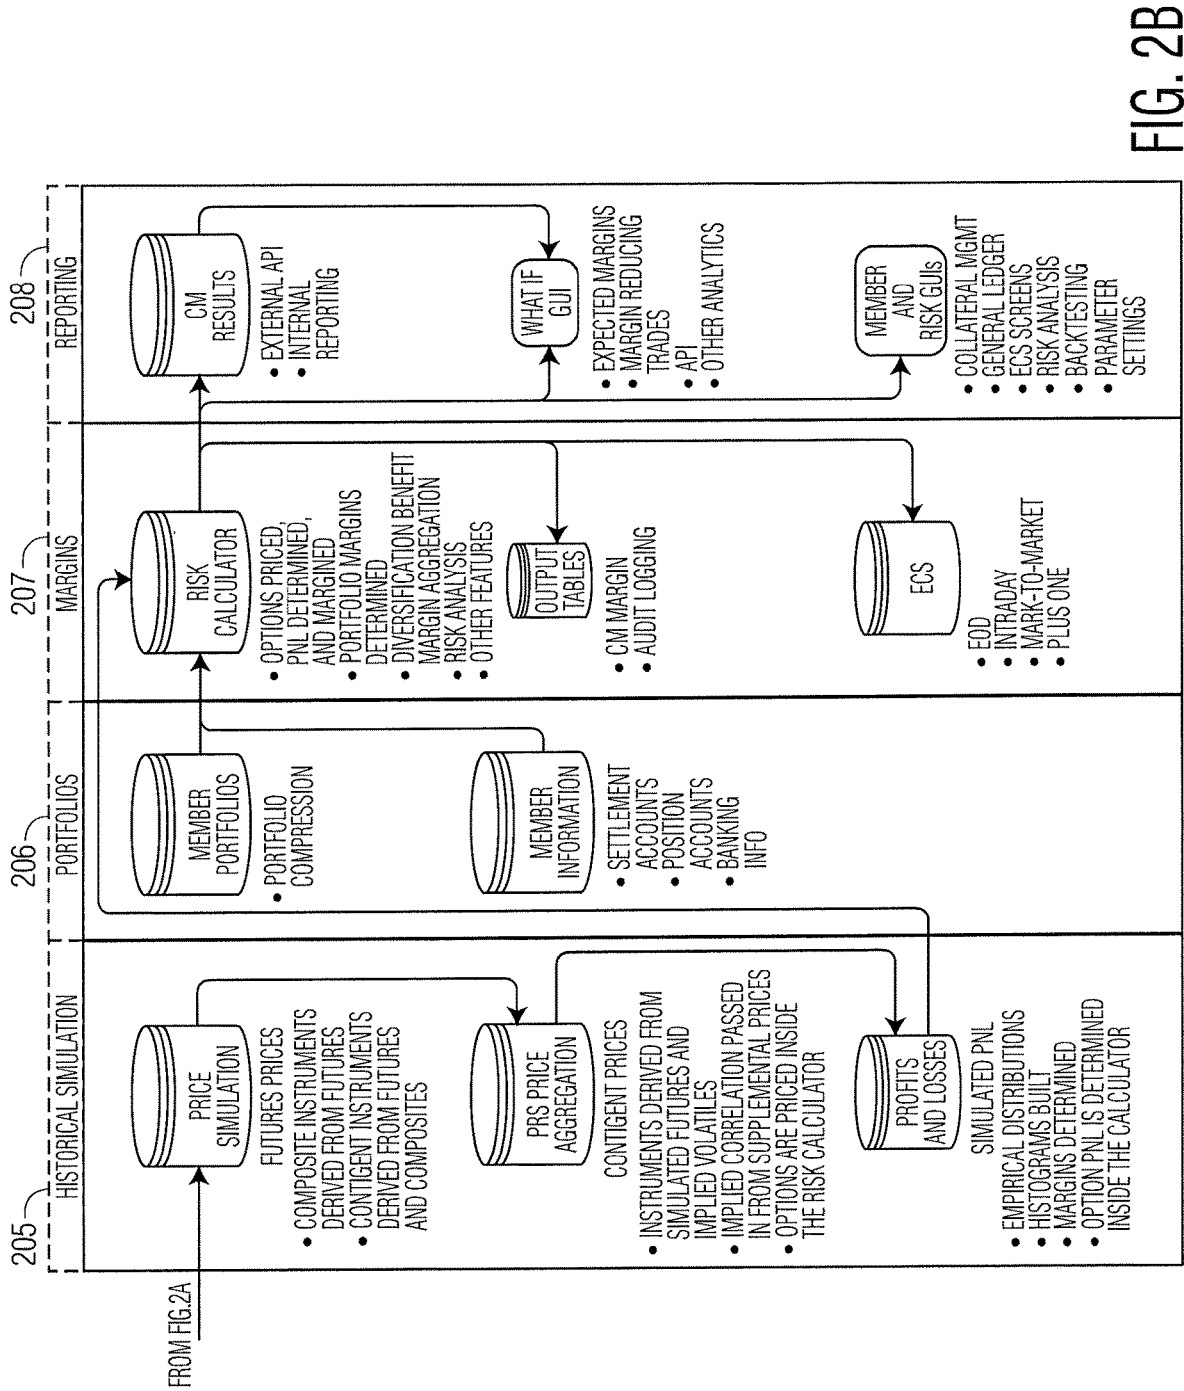 205
HISTORICAL SIMULATION
FROM FIG.2A
PRICE
SIMULATION
FUTURES PRICES
• COMPOSITE INSTRUMENTS
DERIVED FROM FUTURES
• CONTIGENT INSTRUMENTS
DERIVED FROM FUTURES
AND COMPOSITES
PRS PRICE
AGGREGATION
CONTIGENT PRICES
• INSTRUMENTS DERIVED FROM
SIMULATED FUTURES AND
IMPLIED VOLATILES
• IMPLIED CORRELATION PASSED
IN FROM SUPPLEMENTAL PRICES
• OPTIONS ARE PRICED INSIDE
THE RISK CALCULATOR
PROFITS
AND LOSSES
SIMULATED PNL
• EMPIRICAL DISTRIBUTIONS
• HISTOGRAMS BUILT
• MARGINS DETERMINED
• OPTION PNL IS DETERMINED
INSIDE THE CALCULATOR
206
PORTFOLIOS
MEMBER
PORTFOLIOS
• PORTFOLIO
COMPRESSION
MEMBER
INFORMATION
• SETTLEMENT
ACCOUNTS
• POSITION
ACCOUNTS
• BANKING
INFO
207
MARGINS
RISK
CALCULATOR
• OPTIONS PRICED,
PNL DETERMINED,
AND MARGINED
• PORTFOLIO MARGINS
DETERMINED
• DIVERSIFICATION BENEFIT
MARGIN AGGREGATION
• RISK ANALYSIS
• OTHER FEATURES
OUTPUT
TABLES
• CM MARGIN
• AUDIT LOGGING
ECS
• EOD
• INTRADAY
• MARK-TO-MARKET
• PLUS ONE
208
REPORTING
CM
RESULTS
• EXTERNAL API
• INTERNAL
REPORTING
WHAT IF
GUI
• EXPECTED MARGINS
• MARGIN REDUCING
TRADES
• API
• OTHER ANALYTICS
MEMBER
AND
RISK GUIs
• COLLATERAL MGMT
• GENERAL LEDGER
• ECS SCREENS
• RISK ANALYSIS
• BACKTESTING
• PARAMETER
SETTINGS
FIG. 2B